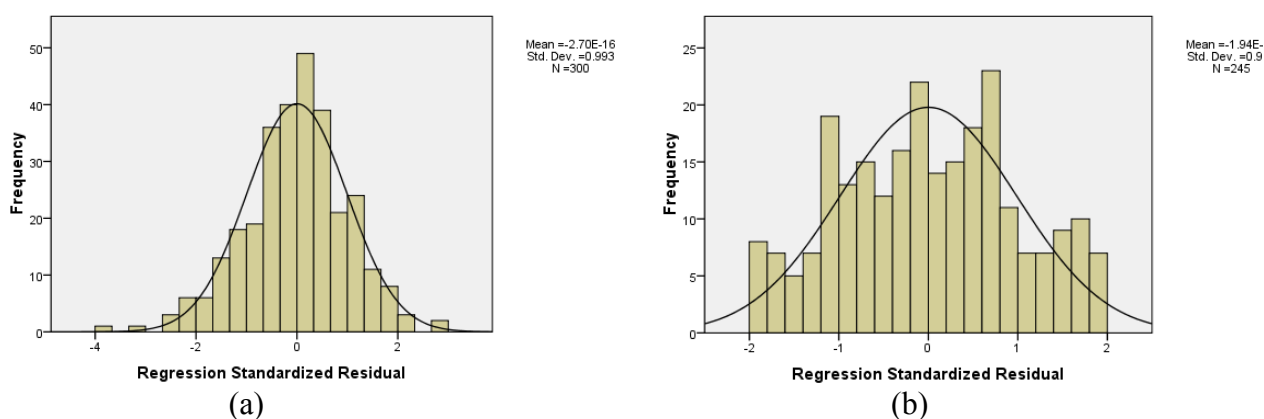 Mean =-2.70E-16
Std. Dev. =0.993
N =300
50
40
30
20
10
0
Frequency
-4
-2
0
2
Regression Standardized Residual
(a)
Mean =-1.94E-
Std. Dev. =0.9
N =245
25
20
15
10
5
0
Frequency
-2
-1
0
1
2
Regression Standardized Residual
(b)